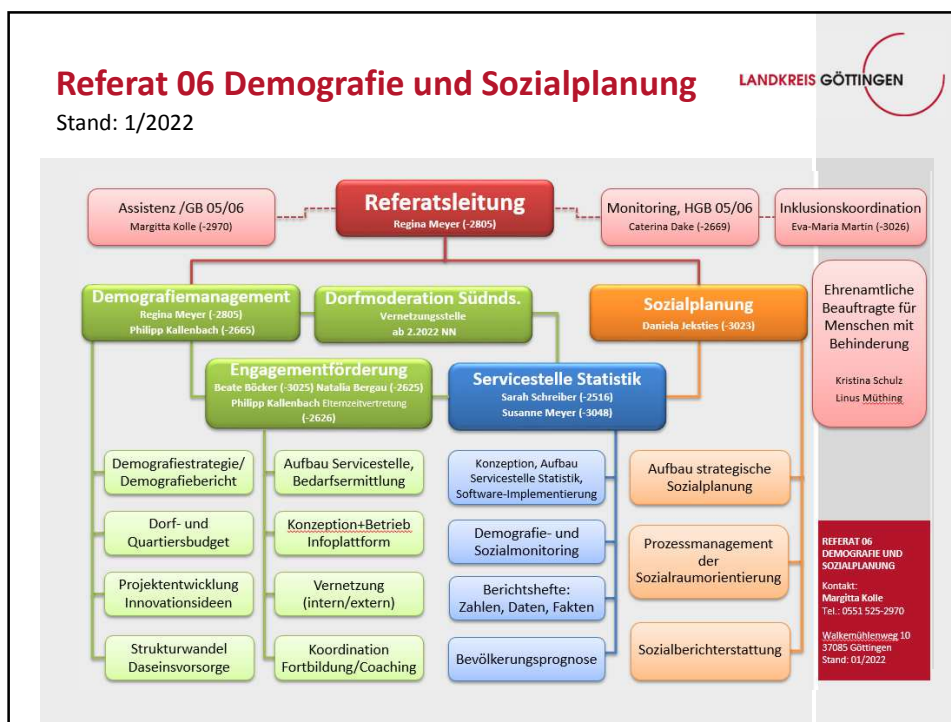 Referat 06 Demografie und Sozialplanung
Stand: 1/2022
LANDKREIS GÖTTINGEN
Assistenz /GB 05/06
Margitta Kolle (-2970)
Referatsleitung
Regina Meyer (-2805)
Monitoring, HGB 05/06
Caterina Dake (-2669)
Inklusionskoordination
Eva-Maria Martin (-3026)
Demografiemanagement
Regina Meyer (-2805)
Philipp Kallenbach (-2665)
Dorfmoderation Südnds.
Vernetzungsstelle
ab 2.2022 NN
Sozialplanung
Daniela Jeksties (-3023)
Ehrenamtliche
Beauftragte für
Menschen mit
Behinderung
Kristina Schulz
Linus Müthing
Engagementförderung
Beate Böcker (-3025) Natalia Bergau (-2625)
Philipp Kallenbach Elternzeitvertretung
(-2626)
Servicestelle Statistik
Sarah Schreiber (-2516)
Susanne Meyer (-3048)
Demografiestrategie/
Demografiebericht
Dorf- und
Quartiersbudget
Projektentwicklung
Innovationsideen
Strukturwandel
Daseinsvorsorge
Aufbau Servicestelle,
Bedarfsermittlung
Konzeption+Betrieb
Infoplattform
Vernetzung
(intern/extern)
Koordination
Fortbildung/Coaching
Konzeption, Aufbau
Servicestelle Statistik,
Software-Implementierung
Demografie- und
Sozialmonitoring
Berichtshefte:
Zahlen, Daten, Fakten
Bevölkerungsprognose
Aufbau strategische
Sozialplanung
Prozessmanagement
der
Sozialraumorientierung
Sozialberichterstattung
REFERAT 06
DEMOGRAFIE UND
SOZIALPLANUNG
Kontakt:
Margitta Kolle
Tel.: 0551 525-2970
Walkemühlenweg 10
37085 Göttingen
Stand: 01/2022